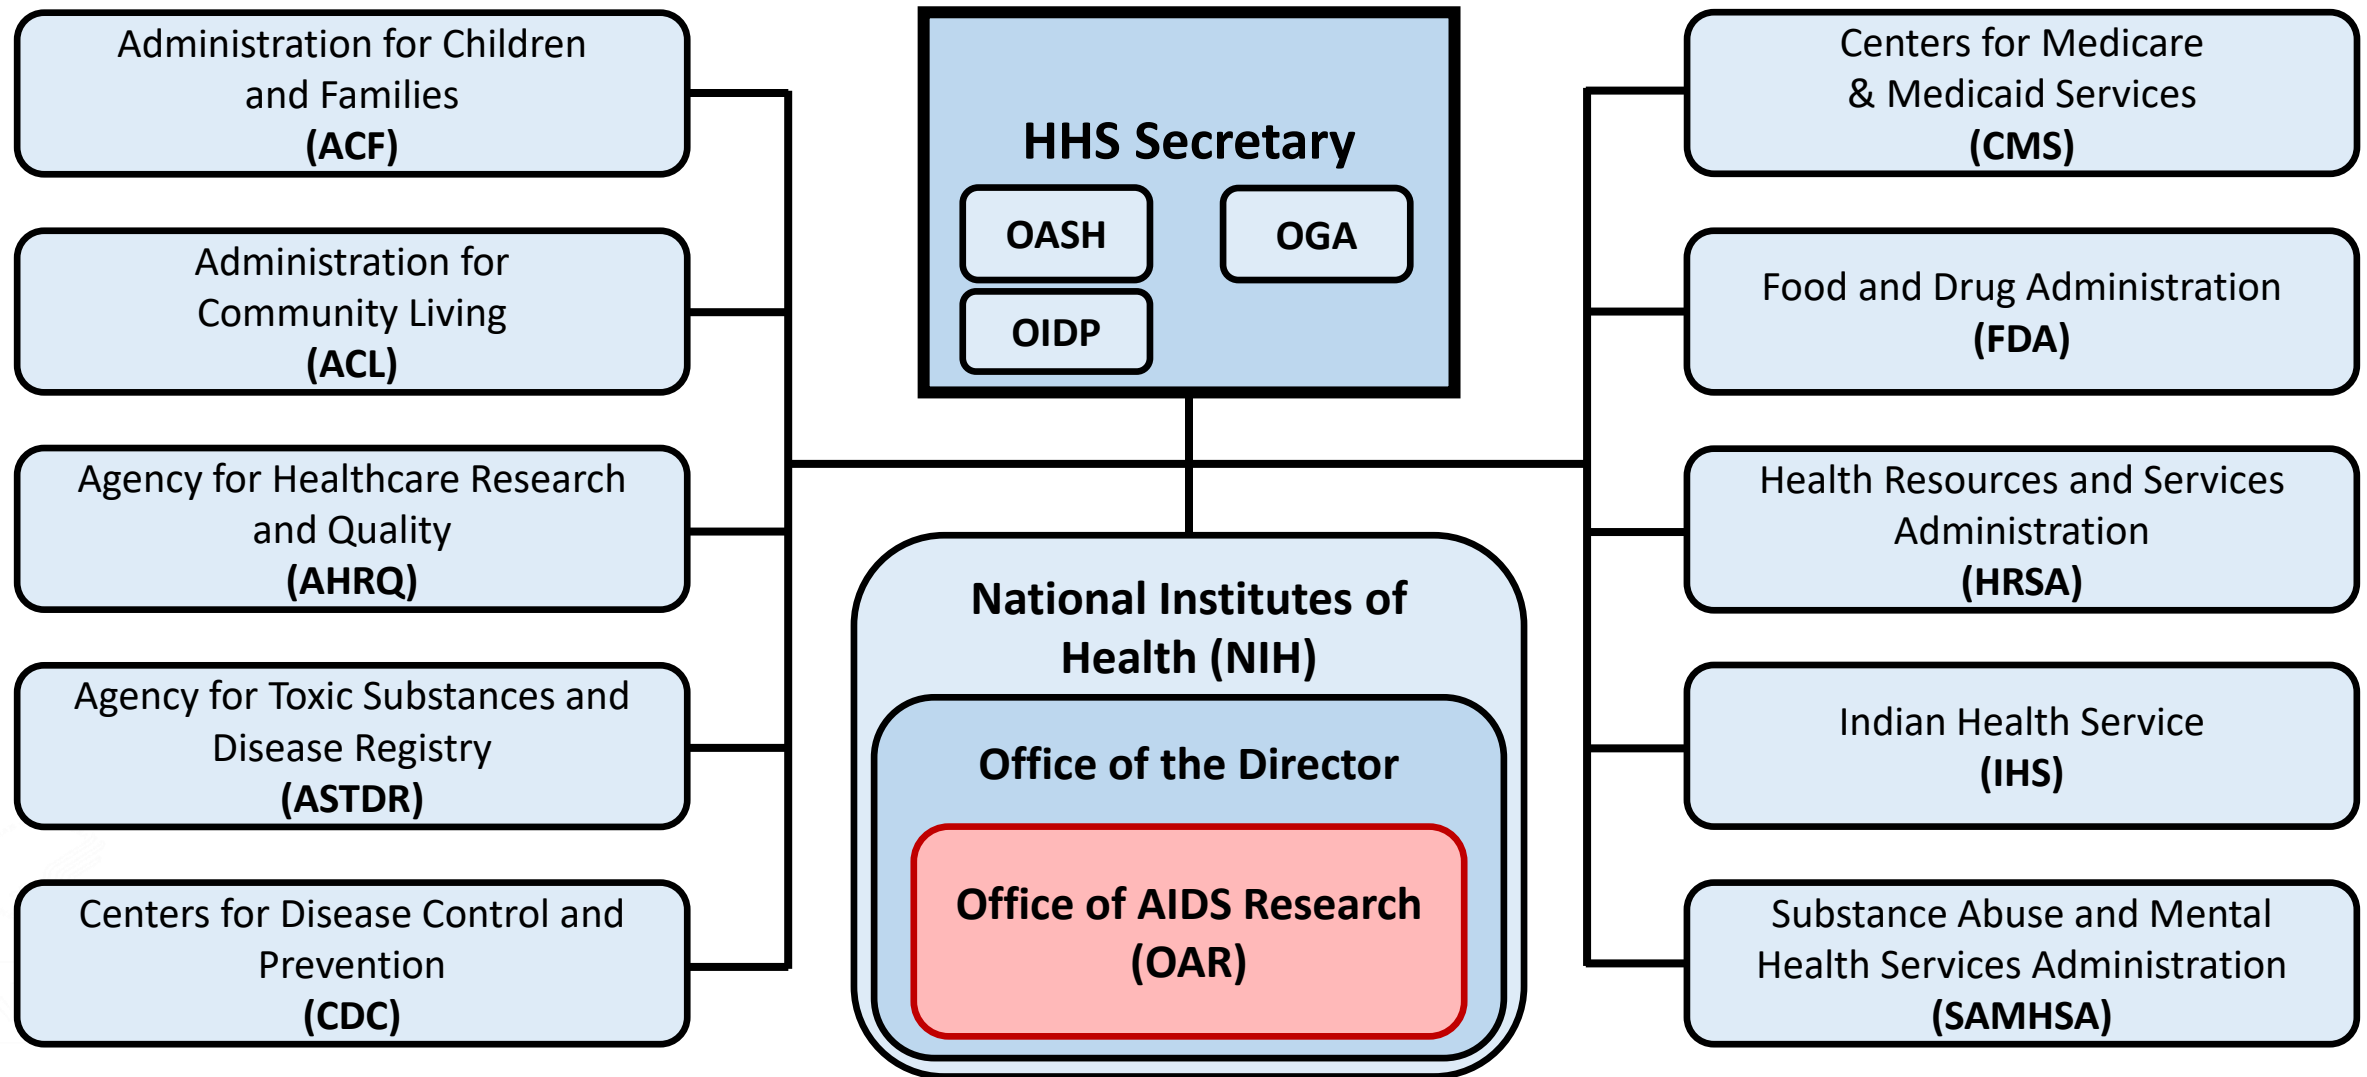 Administration for Children
and Families
(ACF)
Administration for
Community Living
(ACL)
Agency for Healthcare Research
and Quality
(AHRQ)
Agency for Toxic Substances and
Disease Registry
(ASTDR)
Centers for Disease Control and
Prevention
(CDC)
HHS Secretary
OASH
OGA
OIDP
National Institutes of
Health (NIH)
Office of the Director
Office of AIDS Research
(OAR)
Centers for Medicare
& Medicaid Services
(CMS)
Food and Drug Administration
(FDA)
Health Resources and Services
Administration
(HRSA)
Indian Health Service
(IHS)
Substance Abuse and Mental
Health Services Administration
(SAMHSA)